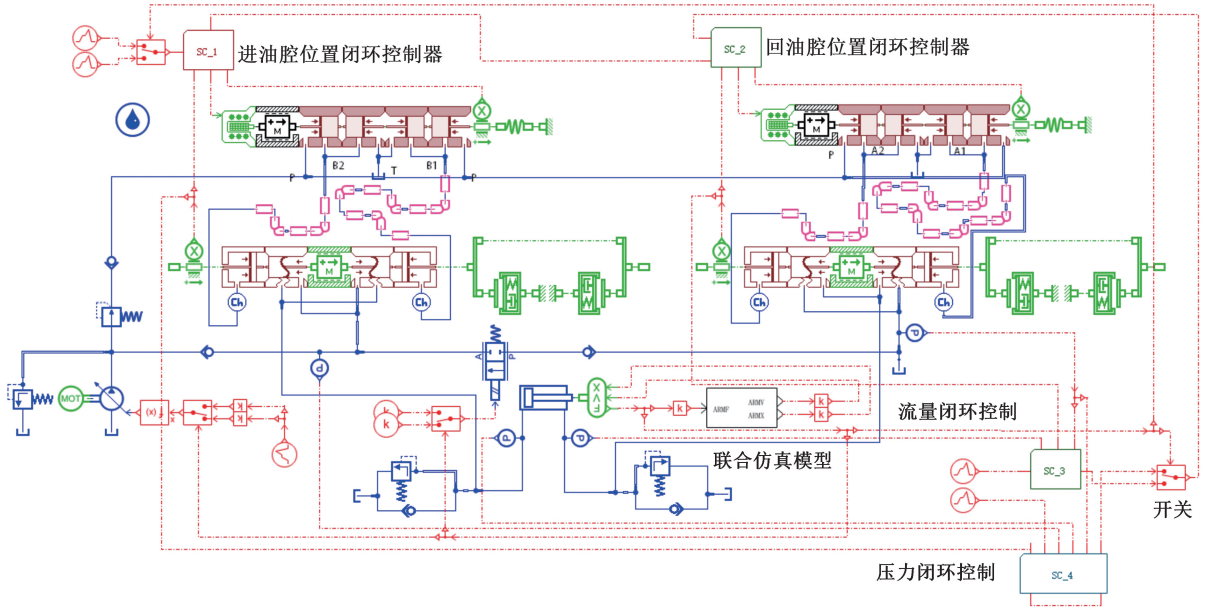 SC_1
进油腔位置闭环控制器
SC_2
回油腔位置闭环控制器
X
X
M
M
P
B2
T
B1
P
P
A2
A1
X
X
M
M
Ch
Ch
Ch
Ch
P
A
P
P
MOT
(x)
x
k
k
k
k
X
V
F
k
ARMF
ARMV
ARMX
k
k
流量闭环控制
P
P
联合仿真模型
SC_3
开关
压力闭环控制
SC_4